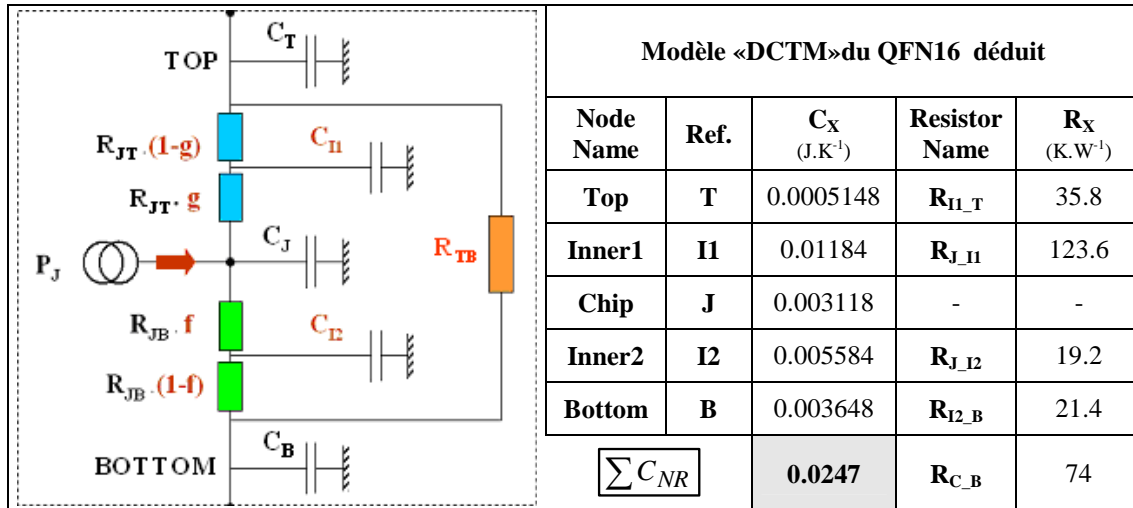 C_T
TOP
R_JT.(1-g)
C_I1
R_JT. g
C_J
R_TB
P_J
R_JB. f
C_I2
R_JB.(1-f)
C_B
BOTTOM
Modèle «DCTM»du QFN16 déduit
Node Name Ref. C_X (J.K⁻¹) Resistor Name R_X (K.W⁻¹)
Top T 0.0005148 R_I1_T 35.8
Inner1 I1 0.01184 R_J_I1 123.6
Chip J 0.003118 - -
Inner2 I2 0.005584 R_J_I2 19.2
Bottom B 0.003648 R_I2_B 21.4
∑C_NR 0.0247 R_C_B 74